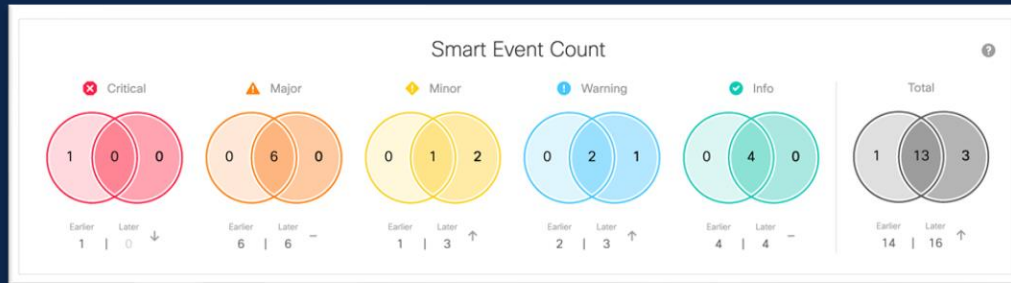 Smart Event Count
Critical Major Minor Warning Info Total
1 0 0 0 6 0 0 1 2 0 2 1 0 4 0 1 13 3
Earlier Later Earlier Later Earlier Later Earlier Later Earlier Later Earlier Later
1 | 0 6 | 6 1 | 3 2 | 3 4 | 4 14 | 16